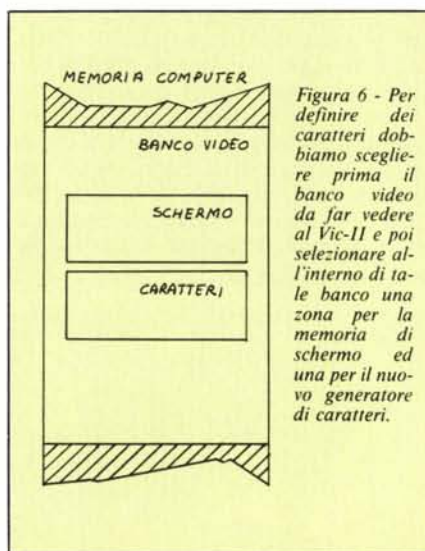 MEMORIA COMPUTER
BANCO VIDEO
SCHERMO
CARATTERI
Figura 6 - Per
definire dei
caratteri dob-
biamo sceglie-
re prima il
banco video
da far vedere
al Vic-II e poi
selezionare al-
l'interno di ta-
le banco una
zona per la
memoria di
schermo ed
una per il nuo-
vo generatore
di caratteri.